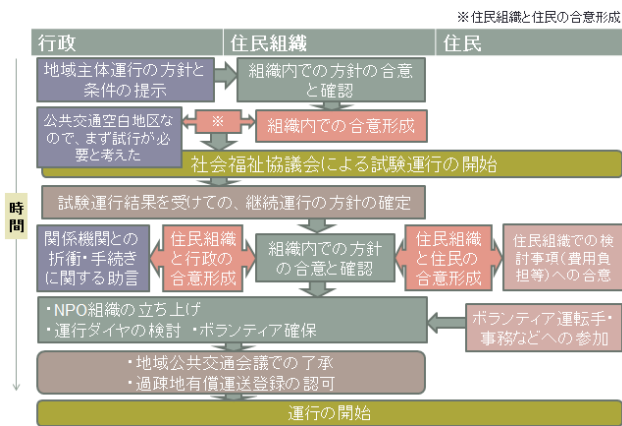 ※住民組織と住民の合意形成
行政
住民組織
住民
地域主体運行の方針と
条件の提示
組織内での方針の合意
と確認
公共交通空白地区な
ので、まず試行が必
要と考えた
※
組織内での合意形成
社会福祉協議会による試験運行の開始
時
間
試験運行結果を受けての、継続運行の方針の確定
関係機関との
折衝・手続き
に関する助言
住民組織
と行政の
合意形成
組織内での方針
の合意と確認
住民組織
と住民の
合意形成
住民組織での検
討事項(費用負
担等)への合意
・NPO組織の立ち上げ
・運行ダイヤの検討 ・ボランティア確保
ボランティア運転手・
事務などへの参加
・地域公共交通会議での了承
・過疎地有償運送登録の認可
運行の開始